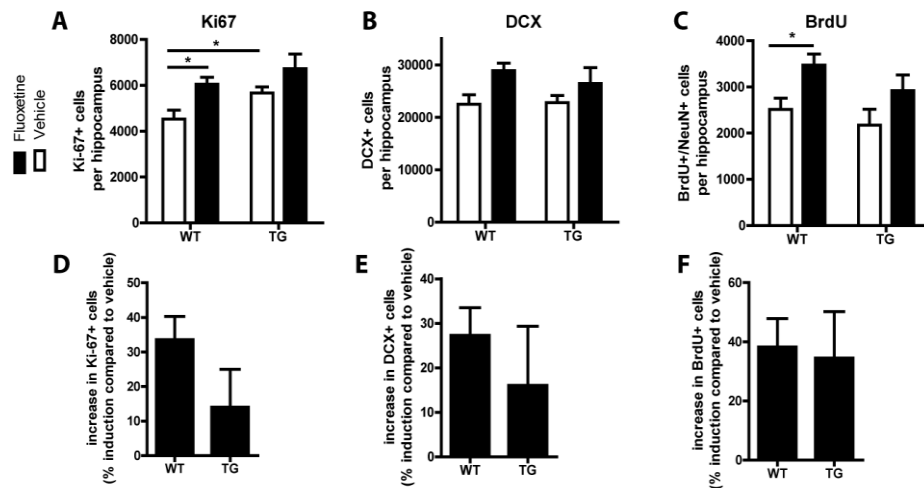 Fluoxetine
Vehicle
A
Ki67
Ki-67+ cells
per hippocampus
8000
6000
4000
2000
0
*
*
WT
TG
B
DCX
DCX+ cells
per hippocampus
30000
20000
10000
0
WT
TG
C
BrdU
BrdU+/NeuN+ cells
per hippocampus
4000
3000
2000
1000
0
*
WT
TG
D
increase in Ki-67+ cells
(% induction compared to vehicle)
50
40
30
20
10
0
WT
TG
E
increase in DCX+ cells
(% induction compared to vehicle)
40
30
20
10
0
WT
TG
F
increase in BrdU+ cells
(% induction compared to vehicle)
60
40
20
0
WT
TG